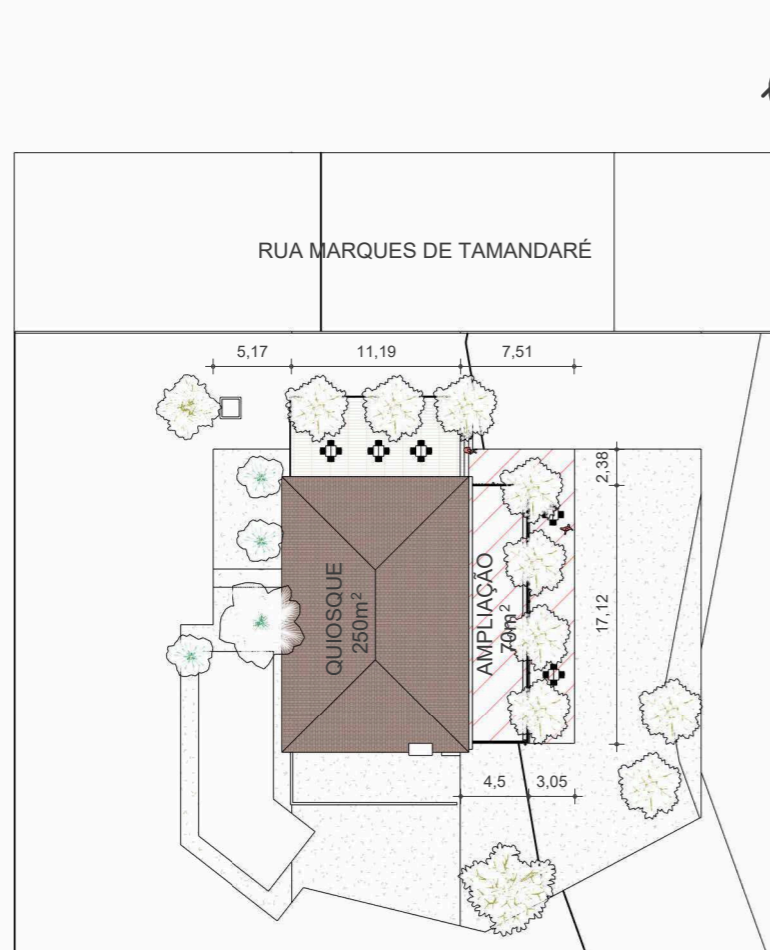 RUA MARQUES DE TAMANDARÉ
5,17
11,19
7,51
2,38
17,12
QUIOSQUE
250m²
AMPLIAÇÃO
70m²
4,5
3,05